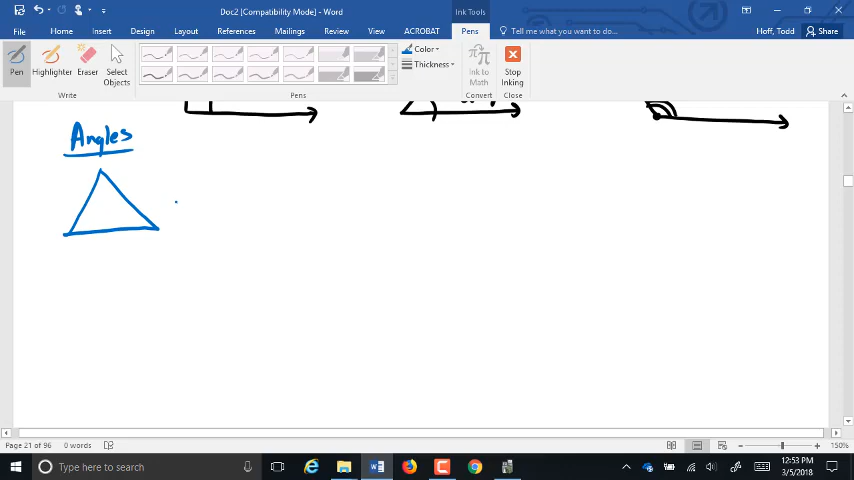 Doc2 [Compatibility Mode] - Word
Ink Tools
Hoff, Todd
Share
File
Home
Insert
Design
Layout
References
Mailings
Review
View
ACROBAT
Pens
Tell me what you want to do...
Pen
Highlighter
Eraser
Select Objects
Color
Thickness
Ink to Math
Stop Inking
Write
Pens
Convert
Close
Angles
Page 21 of 96
0 words
150%
Type here to search
12:53 PM
3/5/2018